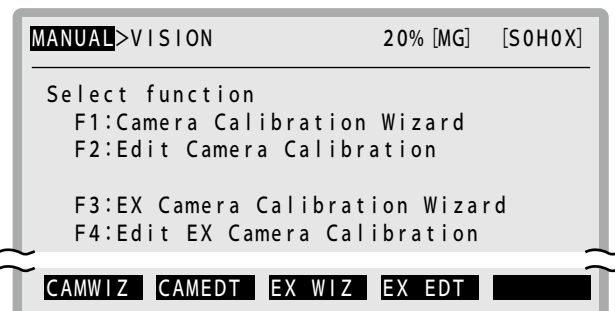 MANUAL>VISION 20% [MG] [S0H0X]
Select function
F1:Camera Calibration Wizard
F2:Edit Camera Calibration
F3:EX Camera Calibration Wizard
F4:Edit EX Camera Calibration
CAMWIZ CAMEDT EX WIZ EX EDT